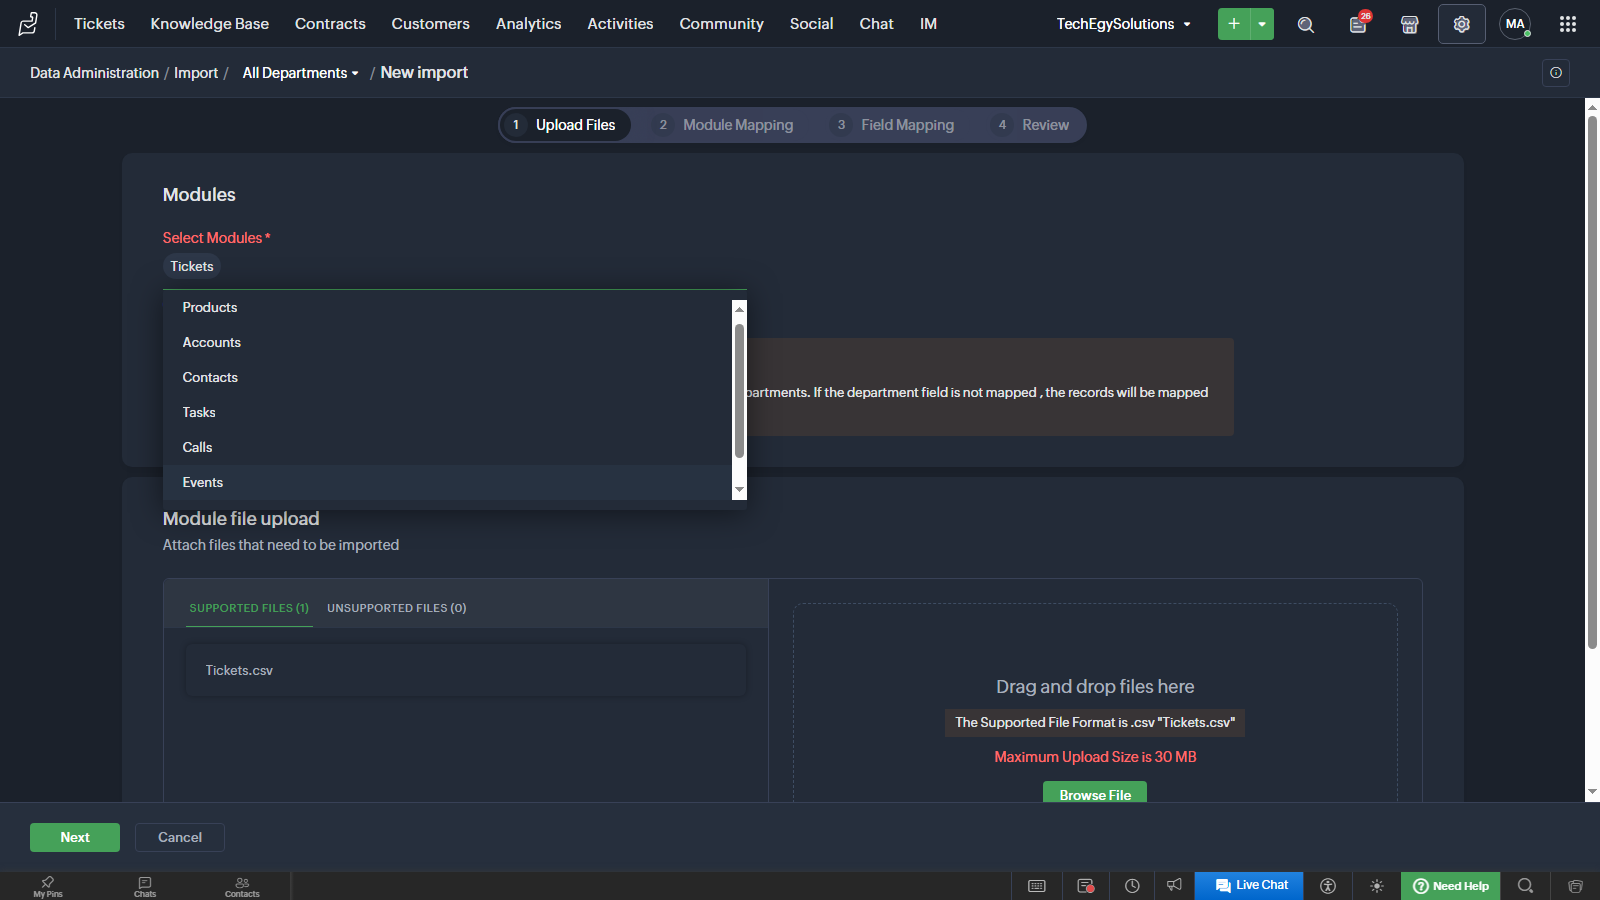 Tickets Knowledge Base Contracts Customers Analytics Activities Community Social Chat IM TechEgySolutions 26 MA
Data Administration / Import / All Departments / New import
1 Upload Files 2 Module Mapping 3 Field Mapping 4 Review
Modules
Select Modules *
Tickets
Products
Accounts
Contacts
partments. If the department field is not mapped , the records will be mapped
Tasks
Calls
Events
Module file upload
Attach files that need to be imported
SUPPORTED FILES (1) UNSUPPORTED FILES (0)
Tickets.csv
Drag and drop files here
The Supported File Format is .csv "Tickets.csv"
Maximum Upload Size is 30 MB
Browse File
Next Cancel
My Pins Chats Contacts Live Chat Need Help